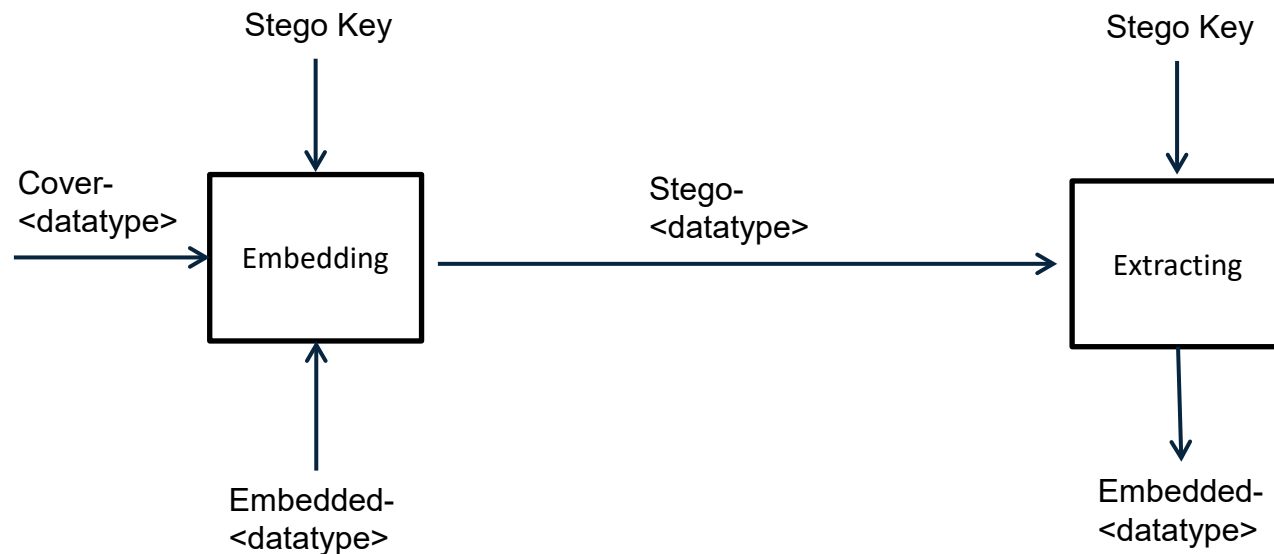 Stego Key
Stego Key
Cover-
<datatype>
Stego-
<datatype>
Embedding
Extracting
Embedded-
<datatype>
Embedded-
<datatype>